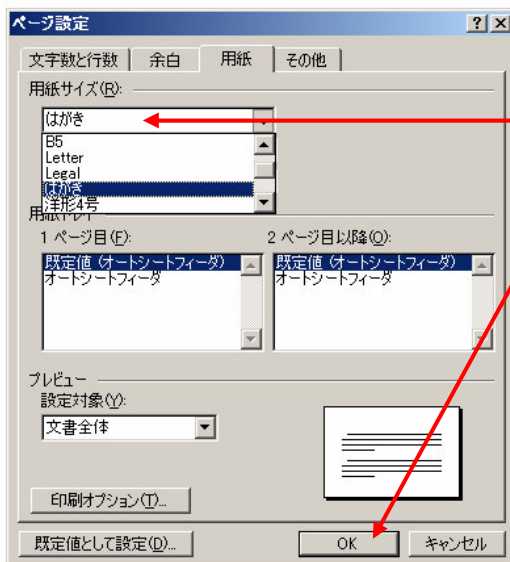 ページ設定
文字数と行数 余白 用紙 その他
用紙サイズ(R):
はがき
B5
Letter
Legal
はがき
洋形4号
用紙トレイ
1 ページ目(F): 2 ページ目以降(O):
既定値 (オートシートフィーダ) 既定値 (オートシートフィーダ)
オートシートフィーダ オートシートフィーダ
プレビュー
設定対象(Y):
文書全体
印刷オプション(T)...
既定値として設定(D)... OK キャンセル